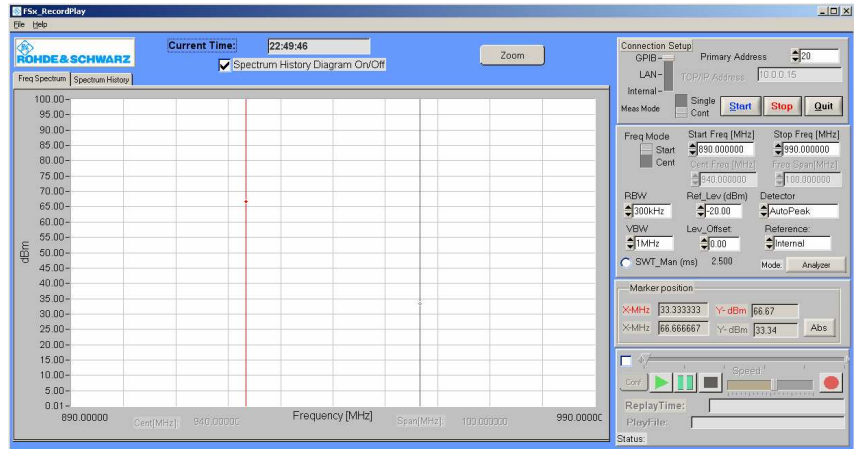 FSx_RecordPlay
File Help
ROHDE & SCHWARZ
Current Time: 22:49:46
Spectrum History Diagram On/Off
Zoom
Freq Spectrum Spectrum History
100.00
95.00
90.00
85.00
80.00
75.00
70.00
65.00
60.00
55.00
50.00
45.00
40.00
35.00
30.00
25.00
20.00
15.00
10.00
5.00
0.01
dBm
890.00000 Frequency [MHz] 990.0000
Cent[MHz] 940.0000 Span[MHz] 100.000000
Connection Setup
GPIB Primary Address 20
LAN TCP/IP Address 10.0.0.15
Internal
Meas Mode Single Cont Start Stop Quit
Freq Mode Start Freq [MHz] Stop Freq [MHz]
Start 890.000000 990.000000
Cent Cent Freq [MHz] Freq Span[MHz]
940.000000 100.000000
RBW Ref_Lev (dBm) Detector
300kHz -20.00 AutoPeak
VBW Lev_Offset Reference:
1MHz 0.00 Internal
SWT_Man (ms) 2.500 Mode: Analyzer
Marker position
X-MHz 33.333333 Y- dBm 66.67
X-MHz 66.666667 Y- dBm 33.34 Abs
Speed
Conf
ReplayTime:
PlayFile:
Status: